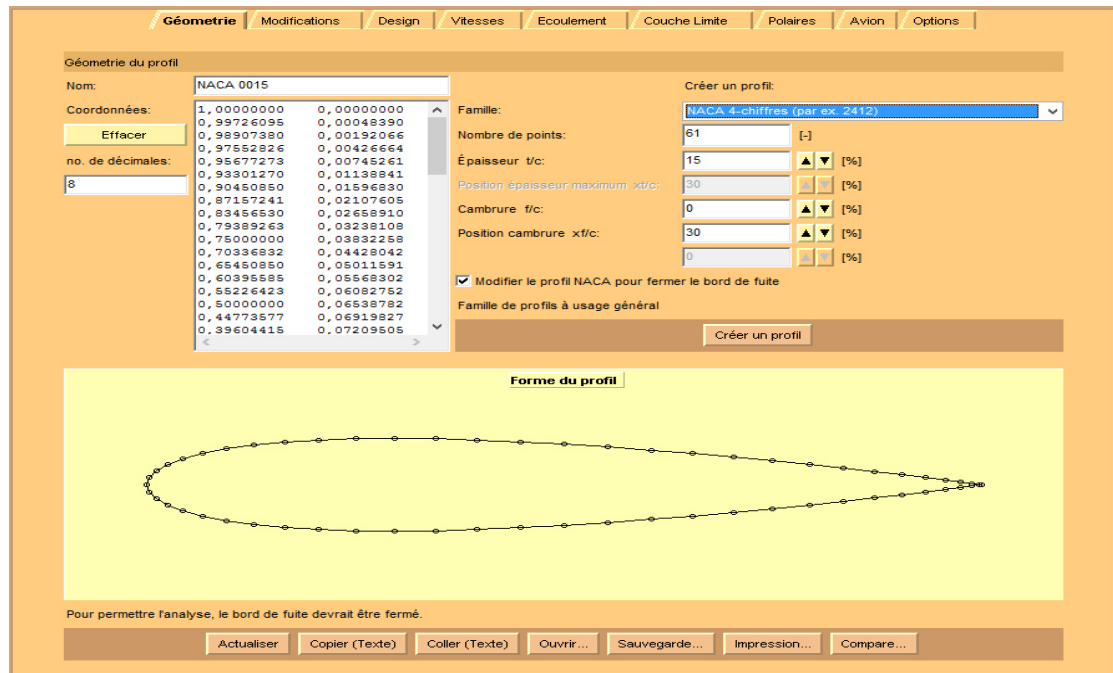 Géometrie Modifications Design Vitesses Ecoulement Couche Limite Polaires Avion Options
Géometrie du profil
Nom: NACA 0015 Créer un profil:
Coordonnées: Famille: NACA 4-chiffres (par ex. 2412)
Effacer Nombre de points: 61 [-]
no. de décimales: Épaisseur t/c: 15 [%]
8 Position épaisseur maximum xt/c: 30 [%]
Cambrure f/c: 0 [%]
Position cambrure xf/c: 30 [%]
0 [%]
1,00000000 0,00000000
0,99726095 0,00048390
0,98907380 0,00192066
0,97552826 0,00426664
0,95677273 0,00745261
0,93301270 0,01138841
0,90450850 0,01596830
0,87157241 0,02107605
0,83456530 0,02658910
0,79389263 0,03238108
0,75000000 0,03832258
0,70336832 0,04428042
0,65450850 0,05011591
0,60395585 0,05568302
0,55226423 0,06082752
0,50000000 0,06538782
0,44773577 0,06919827
0,39604415 0,07209505
Modifier le profil NACA pour fermer le bord de fuite
Famille de profils à usage général
Créer un profil
Forme du profil
Pour permettre l'analyse, le bord de fuite devrait être fermé.
Actualiser Copier (Texte) Coller (Texte) Ouvrir... Sauvegarde... Impression... Compare...